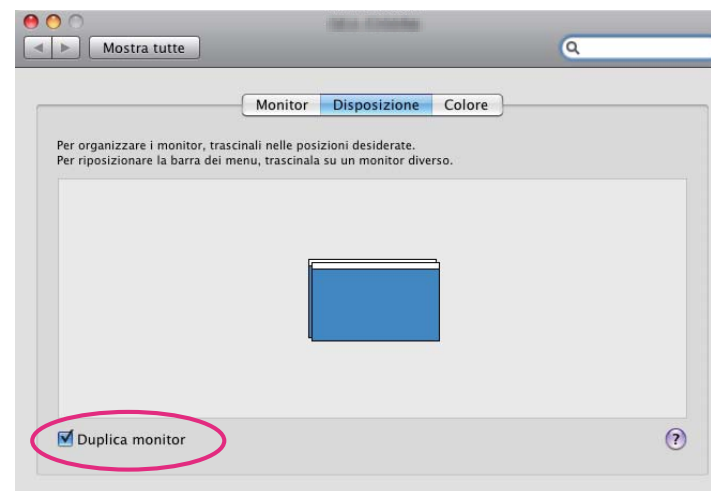 Mostra tutte
Monitor Disposizione Colore
Per organizzare i monitor, trascinali nelle posizioni desiderate.
Per riposizionare la barra dei menu, trascinala su un monitor diverso.
Duplica monitor ?